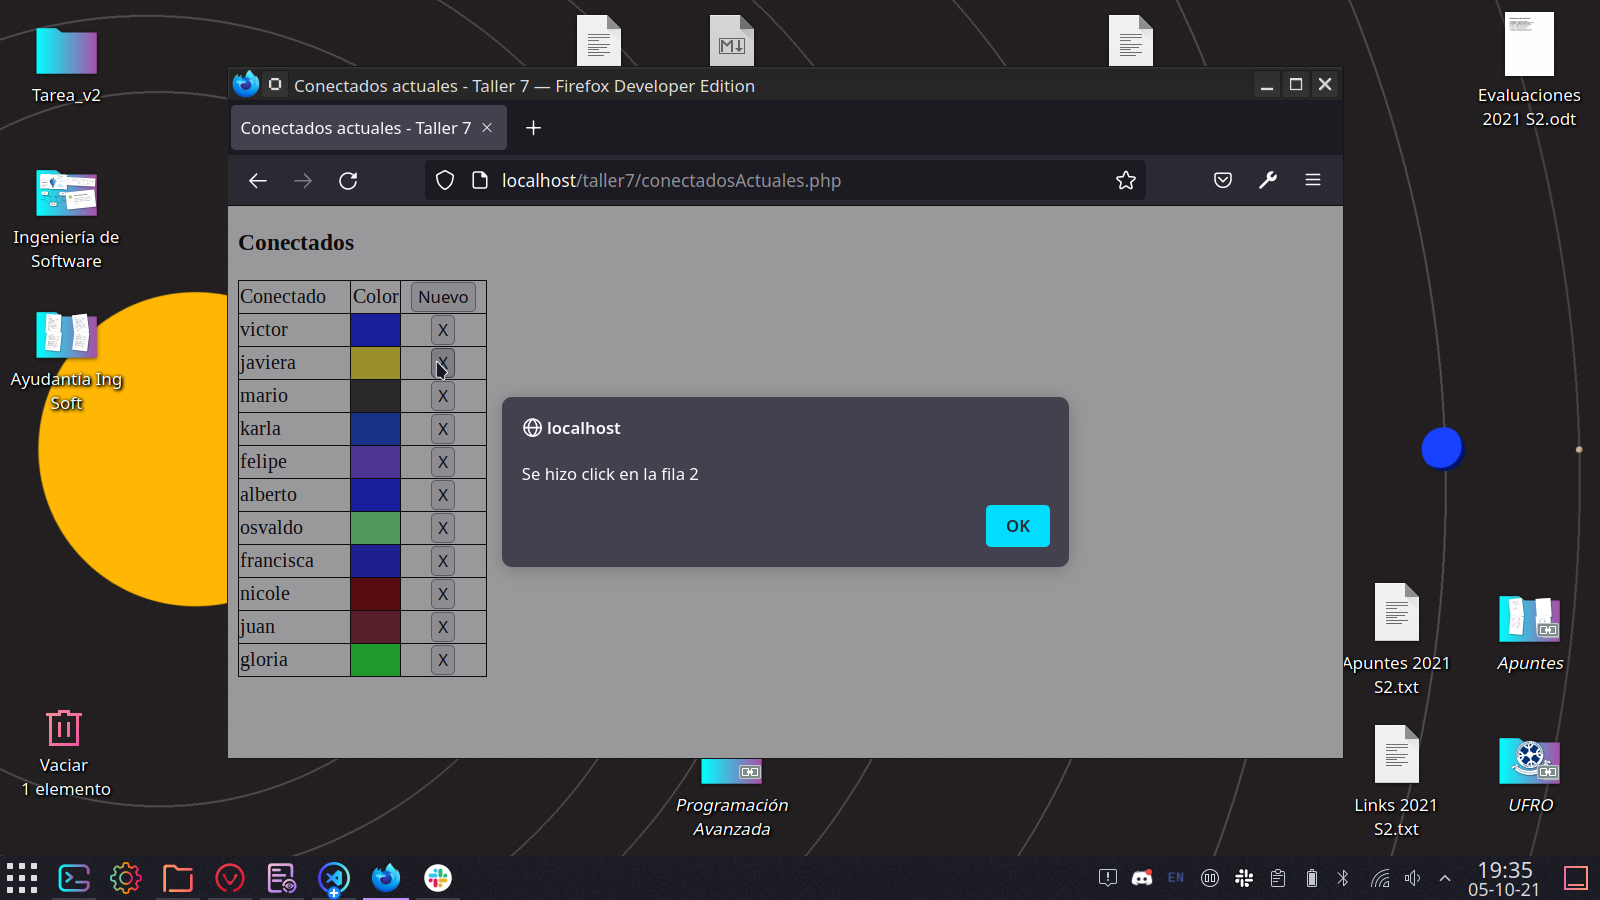 Tarea_v2
Ingeniería de
Software
Ayudantía Ing
Soft
Vaciar
1 elemento
Evaluaciones
2021 S2.odt
Conectados actuales - Taller 7 — Firefox Developer Edition
Conectados actuales - Taller 7
localhost/taller7/conectadosActuales.php
Conectados
Conectado Color Nuevo
victor X
javiera X
mario X
karla X
felipe X
alberto X
osvaldo X
francisca X
nicole X
juan X
gloria X
localhost
Se hizo click en la fila 2
OK
Apuntes 2021
S2.txt
Apuntes
Programación
Avanzada
Links 2021
S2.txt
UFRO
EN
19:35
05-10-21